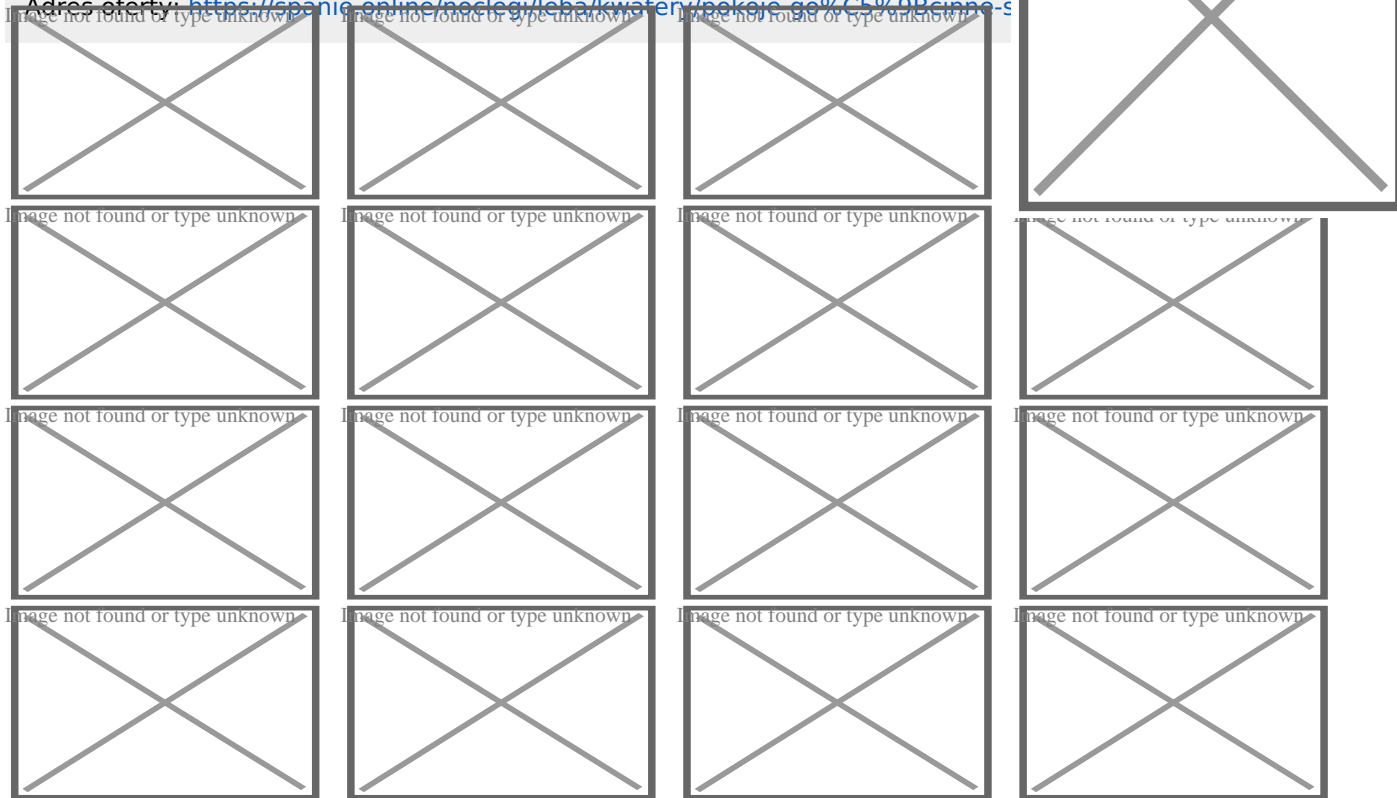 Adres oferty: https://spanie.online/noclegi/leba/kwatery/pokoje-go%C5%9Bcinne-s
Image not found or type unknown Image not found or type unknown Image not found or type unknown
Image not found or type unknown Image not found or type unknown Image not found or type unknown Image not found or type unknown
Image not found or type unknown Image not found or type unknown Image not found or type unknown Image not found or type unknown
Image not found or type unknown Image not found or type unknown Image not found or type unknown Image not found or type unknown